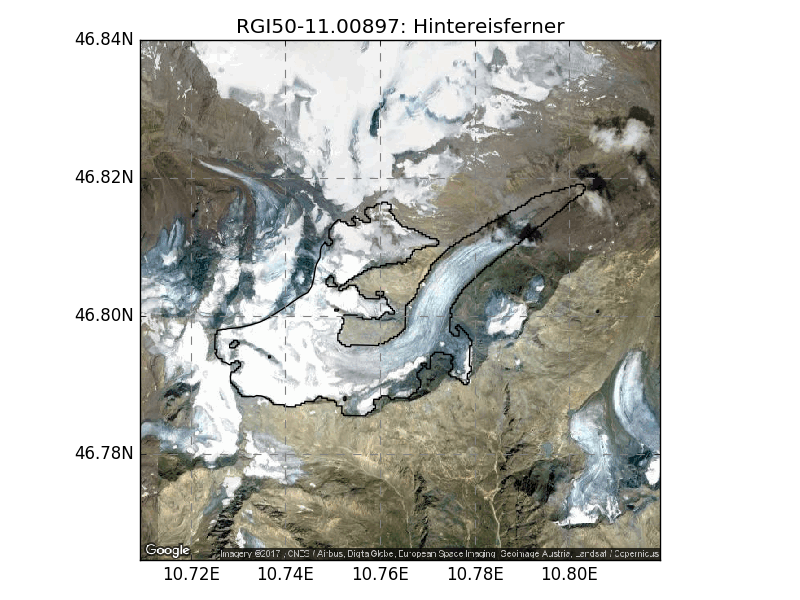 RGI50-11.00897: Hintereisferner
46.84N
46.82N
46.80N
46.78N
Google
Imagery ©2017 , CNES / Airbus, DigitalGlobe, European Space Imaging, Geoimage Austria, Landsat / Copernicus
10.72E 10.74E 10.76E 10.78E 10.80E